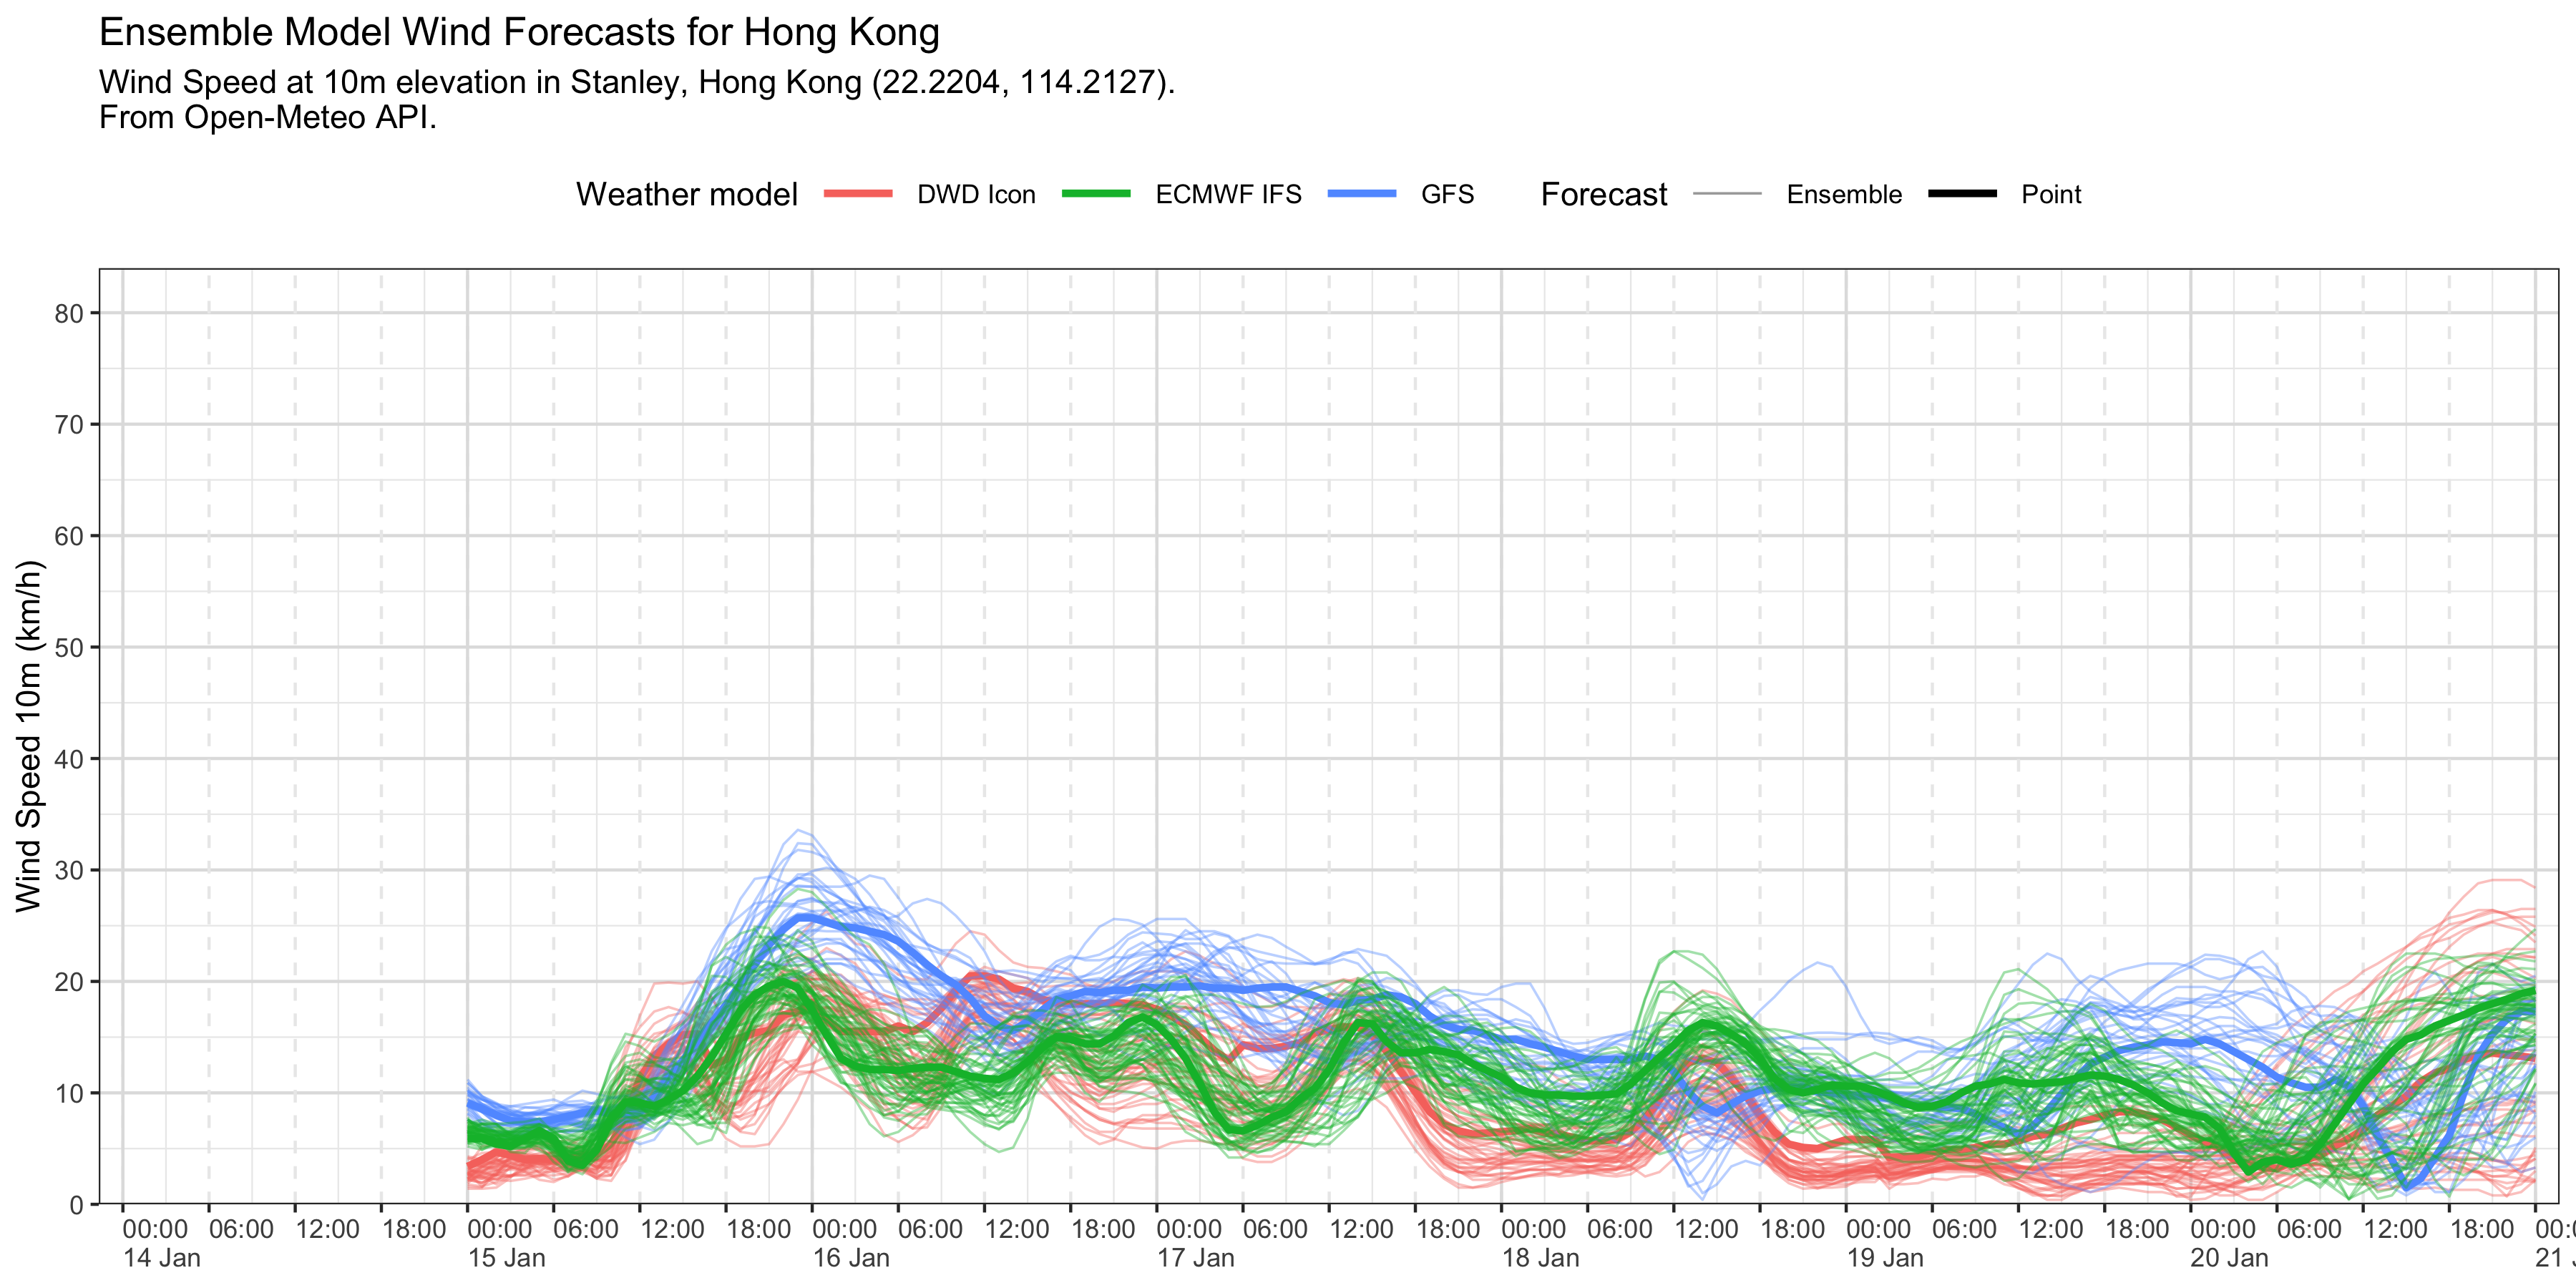 Ensemble Model Wind Forecasts for Hong Kong
Wind Speed at 10m elevation in Stanley, Hong Kong (22.2204, 114.2127).
From Open-Meteo API.
Weather model DWD Icon ECMWF IFS GFS Forecast Ensemble Point
80
70
60
50
40
30
20
10
0
Wind Speed 10m (km/h)
00:00 06:00 12:00 18:00 00:00 06:00 12:00 18:00 00:00 06:00 12:00 18:00 00:00 06:00 12:00 18:00 00:00 06:00 12:00 18:00 00:00 06:00 12:00 18:00 00:00 06:00 12:00 18:00
14 Jan 15 Jan 16 Jan 17 Jan 18 Jan 19 Jan 20 Jan 21